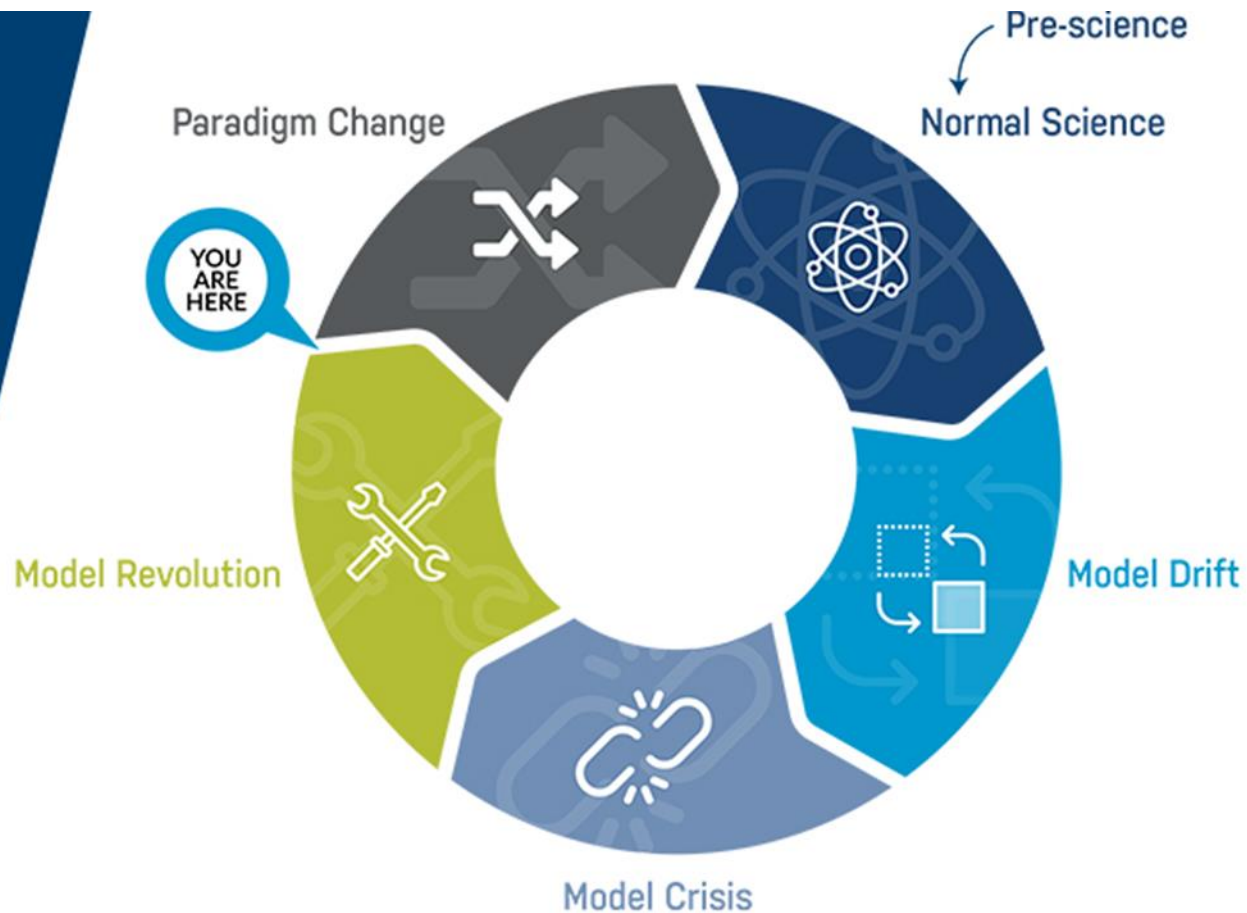 Pre-science
Normal Science
Paradigm Change
YOU
ARE
HERE
Model Revolution
Model Drift
Model Crisis